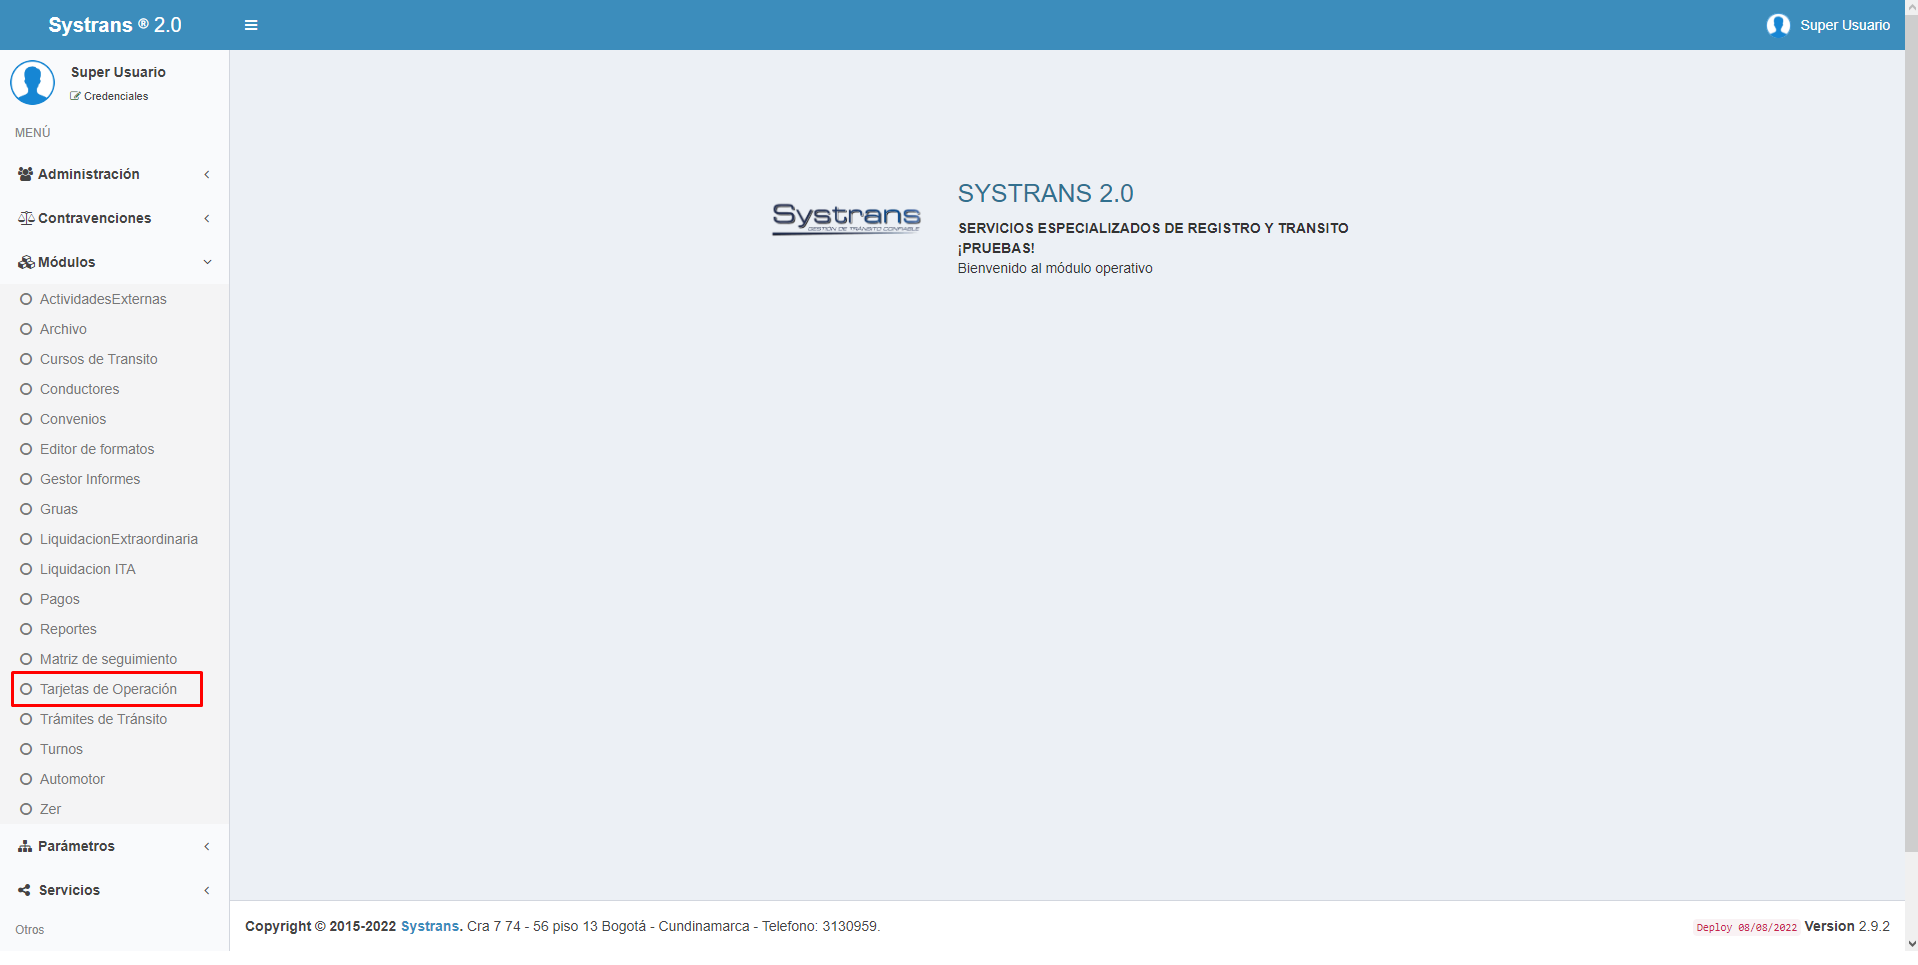 Systrans ® 2.0
Super Usuario
Super Usuario
Credenciales
MENÚ
Administración
Contravenciones
Módulos
ActividadesExternas
Archivo
Cursos de Transito
Conductores
Convenios
Editor de formatos
Gestor Informes
Gruas
LiquidacionExtraordinaria
Liquidacion ITA
Pagos
Reportes
Matriz de seguimiento
Tarjetas de Operación
Trámites de Tránsito
Turnos
Automotor
Zer
Parámetros
Servicios
Otros
Systrans
GESTIÓN DE TRÁNSITO CONFIABLE
SYSTRANS 2.0
SERVICIOS ESPECIALIZADOS DE REGISTRO Y TRANSITO
¡PRUEBAS!
Bienvenido al módulo operativo
Copyright © 2015-2022 Systrans. Cra 7 74 - 56 piso 13 Bogotá - Cundinamarca - Telefono: 3130959.
Deploy 08/08/2022 Version 2.9.2